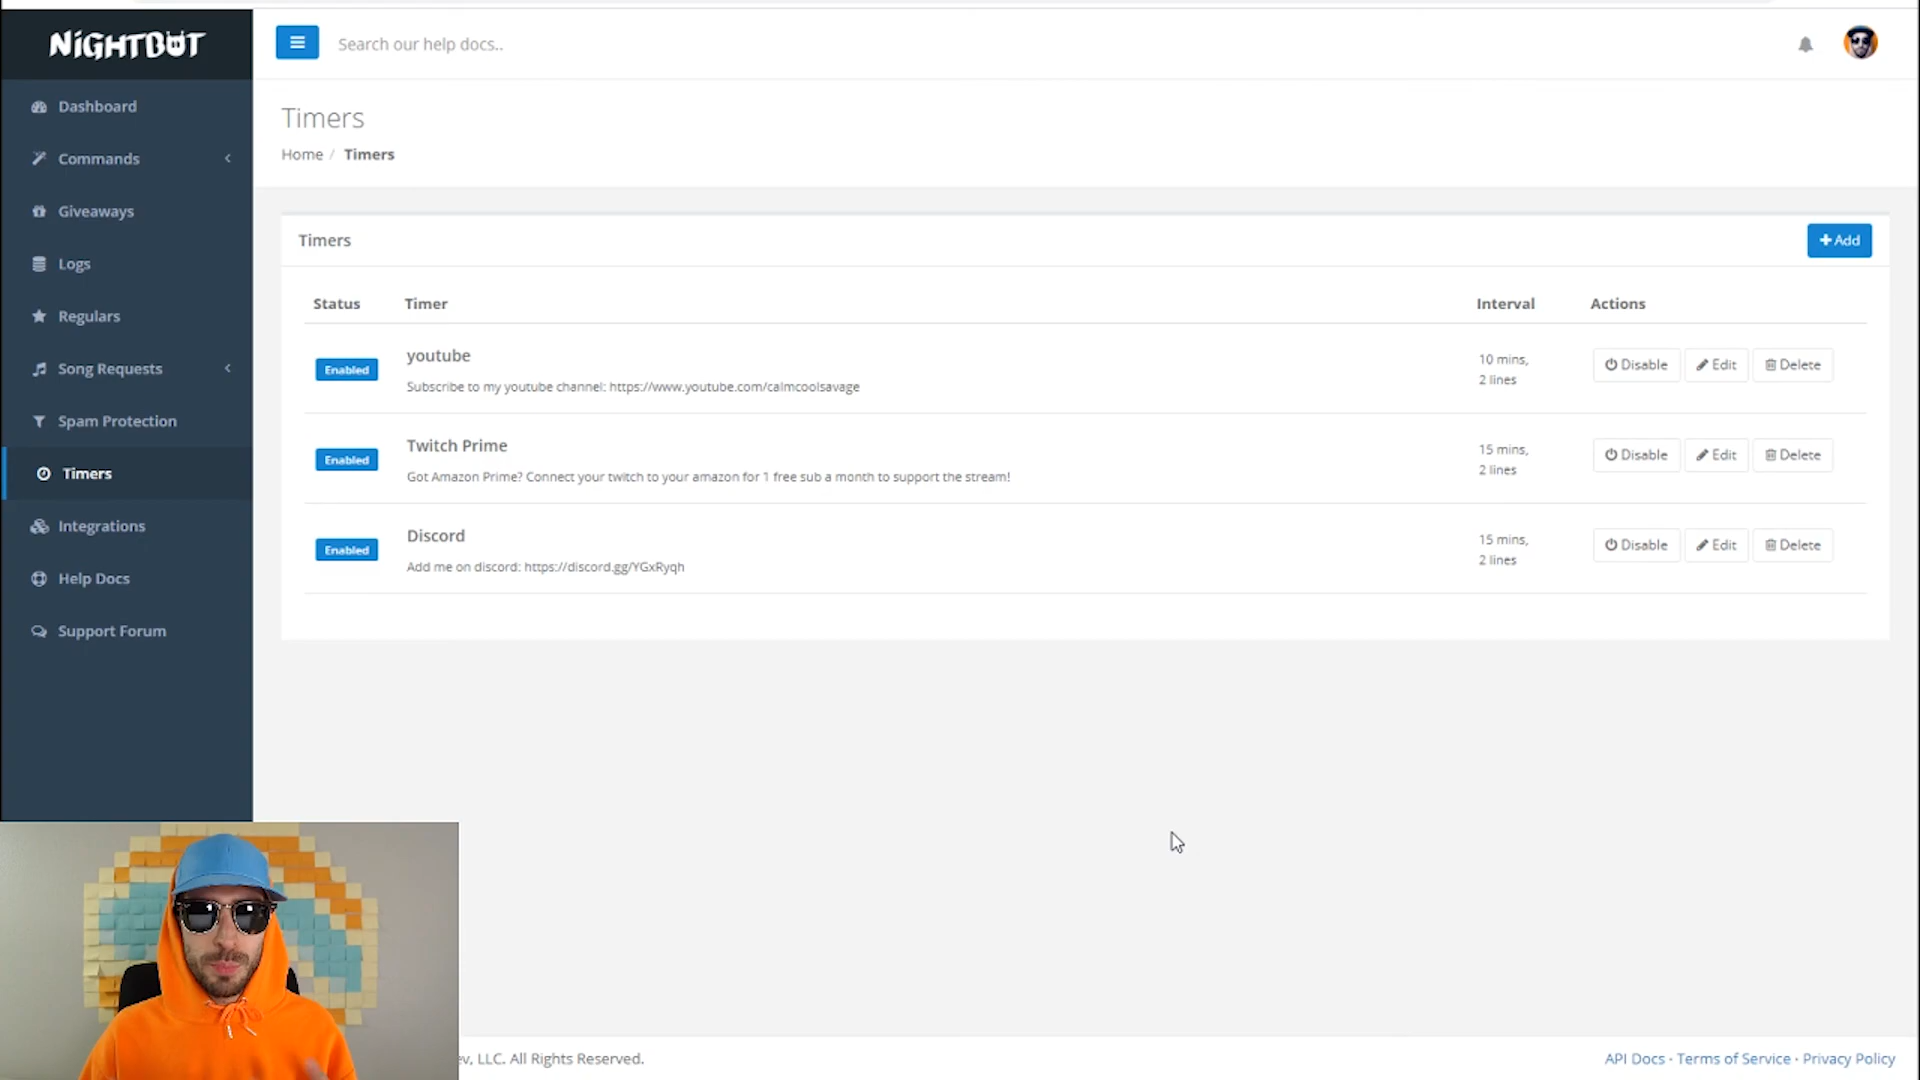 NIGHTBOT
Search our help docs..
Dashboard
Commands
Giveaways
Logs
Regulars
Song Requests
Spam Protection
Timers
Integrations
Help Docs
Support Forum
Timers
Home / Timers
Timers
Add
Status Timer Interval Actions
Enabled
youtube
Subscribe to my youtube channel: https://www.youtube.com/calmcoolsavage
10 mins,
2 lines
Disable Edit Delete
Enabled
Twitch Prime
Got Amazon Prime? Connect your twitch to your amazon for 1 free sub a month to support the stream!
15 mins,
2 lines
Disable Edit Delete
Enabled
Discord
Add me on discord: https://discord.gg/YGxRyqh
15 mins,
2 lines
Disable Edit Delete
ev, LLC. All Rights Reserved.
API Docs · Terms of Service · Privacy Policy